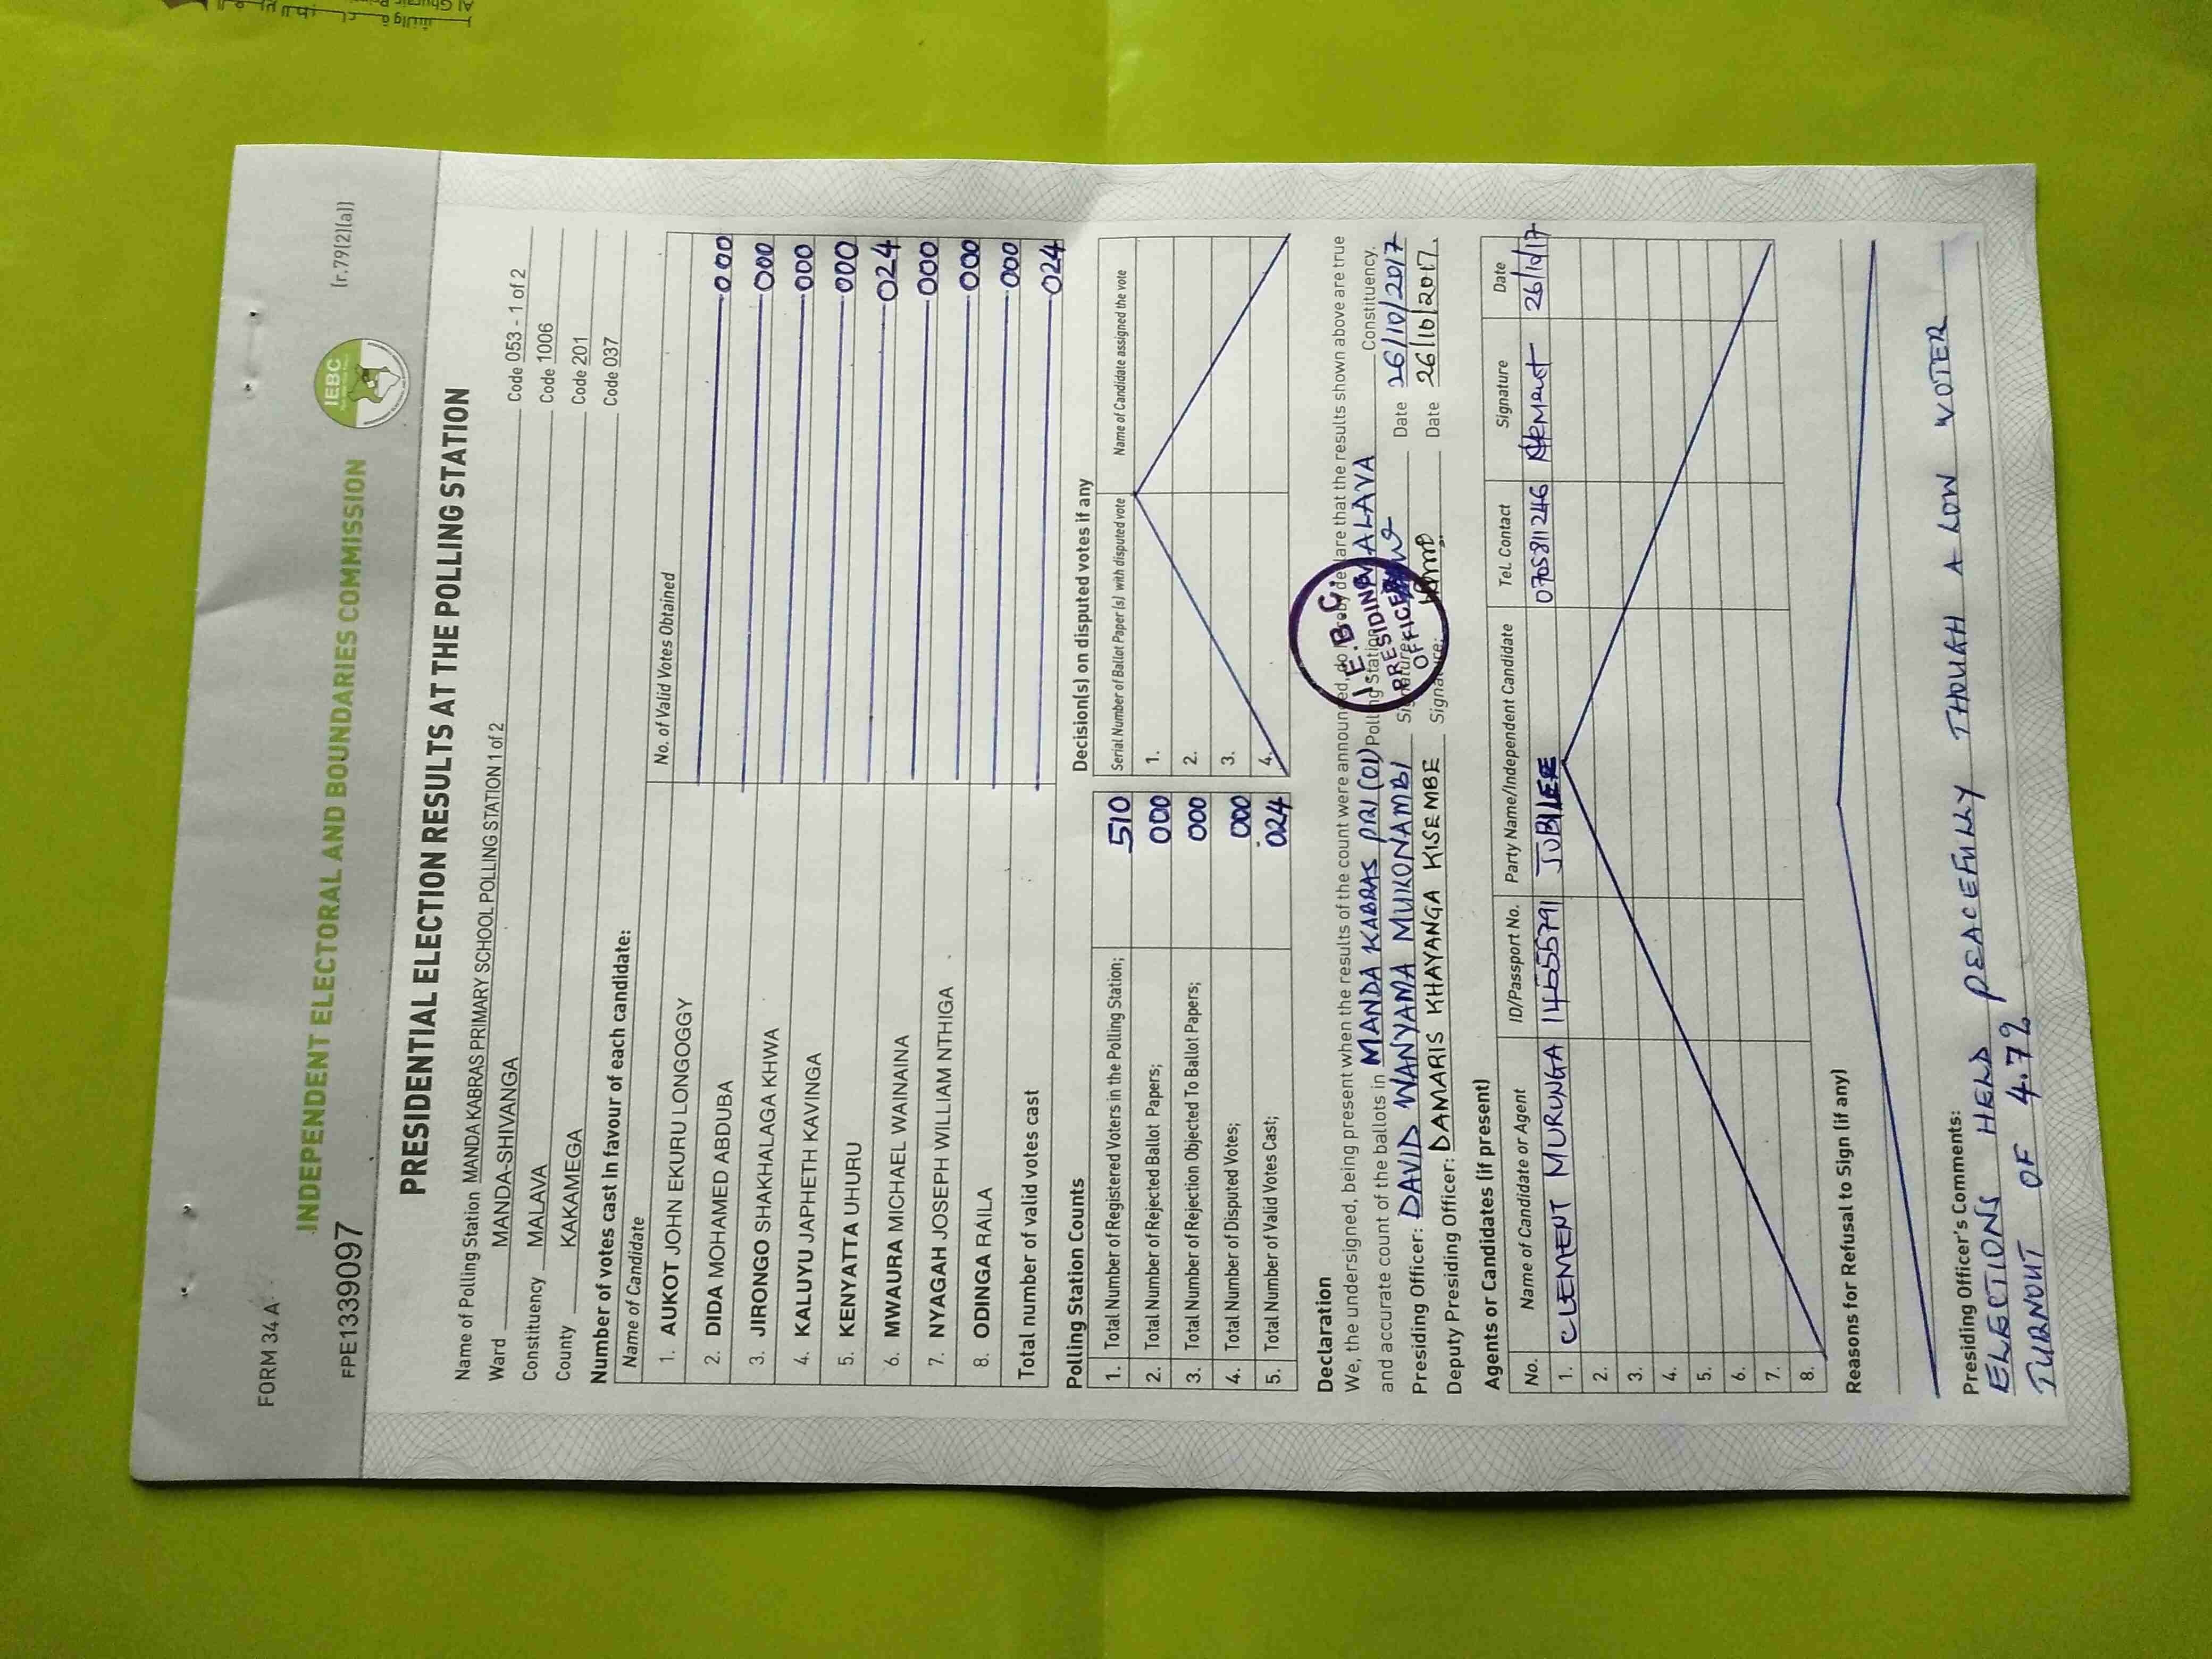 FORM 34 A
[r.79(2)(a)]
INDEPENDENT ELECTORAL AND BOUNDARIES COMMISSION
IEBC
FPE1339097
PRESIDENTIAL ELECTION RESULTS AT THE POLLING STATION
Name of Polling Station MANDA KABRAS PRIMARY SCHOOL POLLING STATION 1 of 2 Code 053 - 1 of 2
Ward MANDA-SHIVANGA Code 1006
Constituency MALAVA Code 201
County KAKAMEGA Code 037
Number of votes cast in favour of each candidate:
Name of Candidate No. of Valid Votes Obtained
1. AUKOT JOHN EKURU LONGOGGY 000
2. DIDA MOHAMED ABDUBA 000
3. JIRONGO SHAKHALAGA KHWA 000
4. KALUYU JAPHETH KAVINGA 000
5. KENYATTA UHURU 024
6. MWAURA MICHAEL WAINAINA 000
7. NYAGAH JOSEPH WILLIAM NTHIGA 000
8. ODINGA RAILA 000
Total number of valid votes cast 024
Polling Station Counts
1. Total Number of Registered Voters in the Polling Station; 510
2. Total Number of Rejected Ballot Papers; 000
3. Total Number of Rejection Objected To Ballot Papers; 000
4. Total Number of Disputed Votes; 000
5. Total Number of Valid Votes Cast; 024
Decision(s) on disputed votes if any
Serial Number of Ballot Paper(s) with disputed vote Name of Candidate assigned the vote
1.
2.
3.
4.
Declaration
We, the undersigned, being present when the results of the count were announced, do hereby declare that the results shown above are true
and accurate count of the ballots in MANDA KABRAS PRI (01) Polling Station MALAVA Constituency.
Presiding Officer: DAVID WANYAMA MUKONAMBI Signature: Date 26/10/2017
Deputy Presiding Officer: DAMARIS KHAYANGA KISEMBE Signature: Date 26/10/2017.
I.E.B.C.
PRESIDING
OFFICER
Agents or Candidates (if present)
No. Name of Candidate or Agent ID/Passport No. Party Name/Independent Candidate Tel. Contact Signature Date
1. CLEMENT MURUNGA 14655791 JUBILEE 0705811246 Clement 26/10/17
2.
3.
4.
5.
6.
7.
8.
Reasons for Refusal to Sign (if any)
Presiding Officer's Comments:
ELECTIONS HELD PEACEFULLY THOUGH A LOW VOTER
TURNOUT OF 4.7%